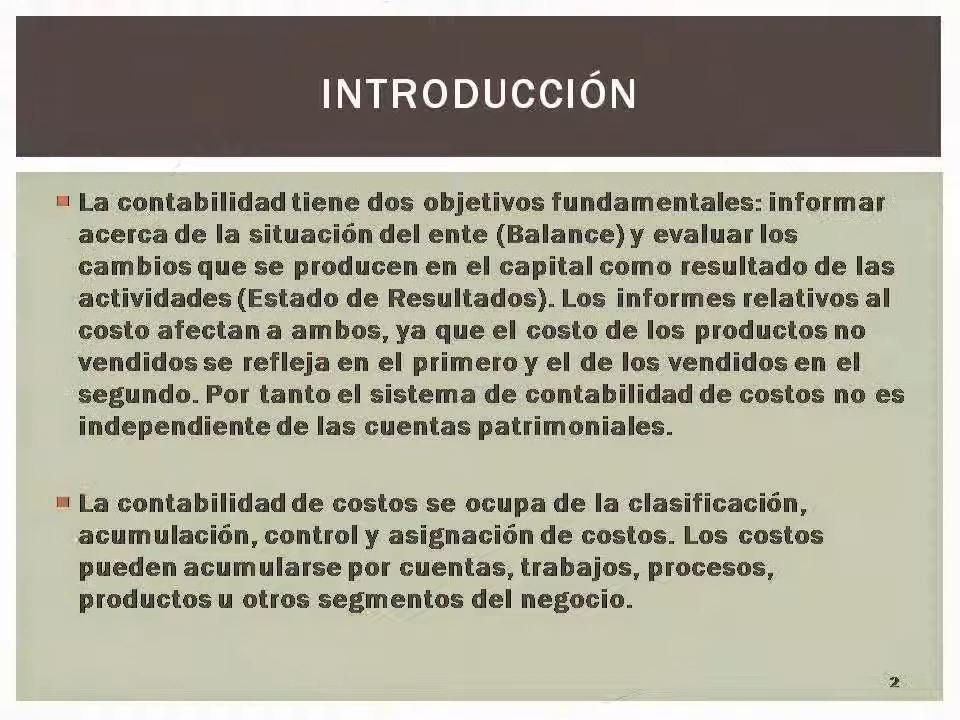 INTRODUCCIÓN
La contabilidad tiene dos objetivos fundamentales: informar
acerca de la situación del ente (Balance) y evaluar los
cambios que se producen en el capital como resultado de las
actividades (Estado de Resultados). Los informes relativos al
costo afectan a ambos, ya que el costo de los productos no
vendidos se refleja en el primero y el de los vendidos en el
segundo. Por tanto el sistema de contabilidad de costos no es
independiente de las cuentas patrimoniales.
La contabilidad de costos se ocupa de la clasificación,
acumulación, control y asignación de costos. Los costos
pueden acumularse por cuentas, trabajos, procesos,
productos u otros segmentos del negocio.
2